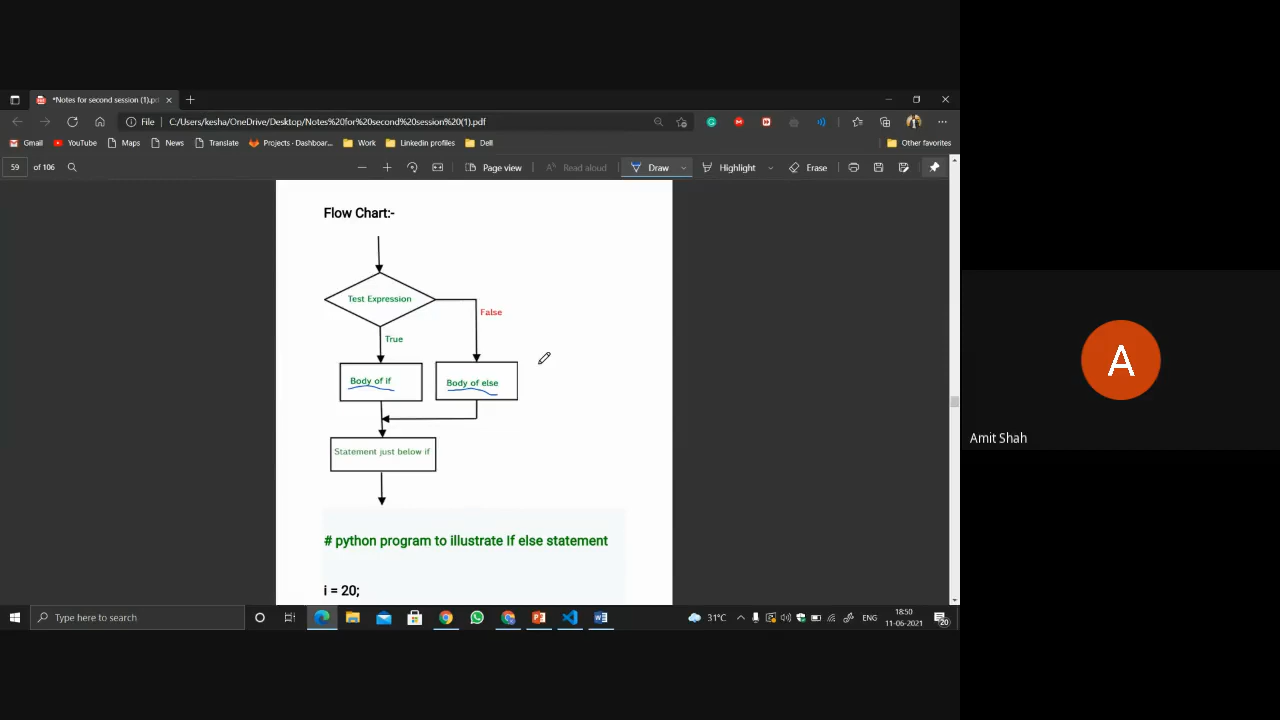 *Notes for second session (1).pd
File C:/Users/kesha/OneDrive/Desktop/Notes%20for%20second%20session%20(1).pdf
Gmail YouTube Maps News Translate Projects · Dashboar... Work Linkedin profiles Dell Other favorites
59 of 106 Page view Read aloud Draw Highlight Erase
Flow Chart:-
Test Expression
False
True
Body of if Body of else
Statement just below if
# python program to illustrate If else statement
i = 20;
A
Amit Shah
Type here to search 31°C ENG 18:50
11-06-2021 20